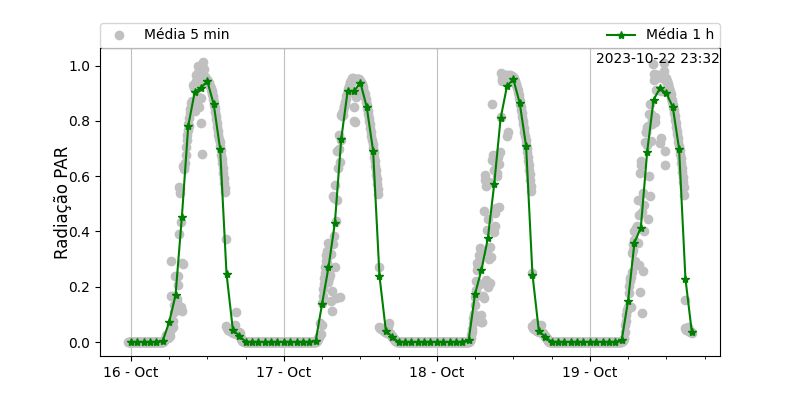 Média 5 min
Média 1 h
2023-10-22 23:32
Radiação PAR
1.0
0.8
0.6
0.4
0.2
0.0
16 - Oct
17 - Oct
18 - Oct
19 - Oct